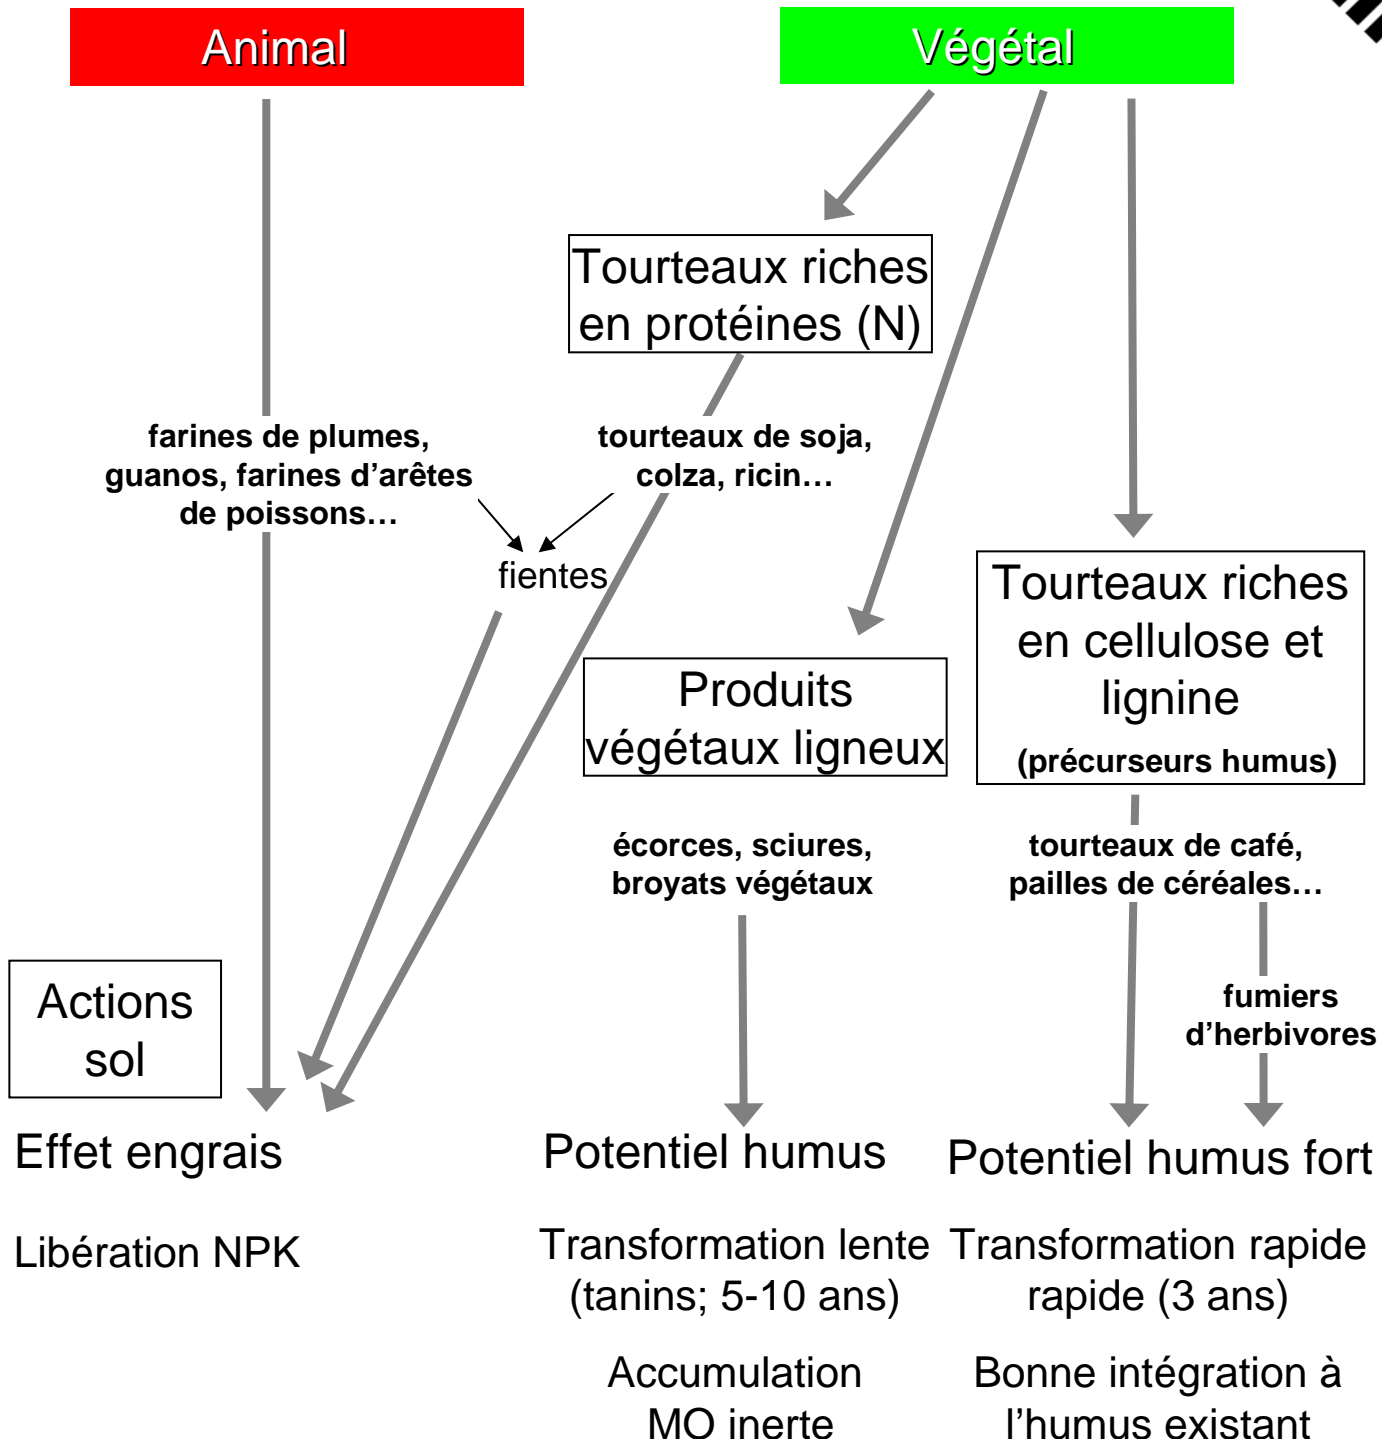 Animal
Végétal
Tourteaux riches
en protéines (N)
farines de plumes,
guanos, farines d’arêtes
de poissons…
tourteaux de soja,
colza, ricin…
fientes
Produits
végétaux ligneux
Tourteaux riches
en cellulose et
lignine
(précurseurs humus)
écorces, sciures,
broyats végétaux
tourteaux de café,
pailles de céréales…
fumiers
d’herbivores
Actions
sol
Effet engrais
Potentiel humus
Potentiel humus fort
Libération NPK
Transformation lente
(tanins; 5-10 ans)
Transformation rapide
rapide (3 ans)
Accumulation
MO inerte
Bonne intégration à
l’humus existant